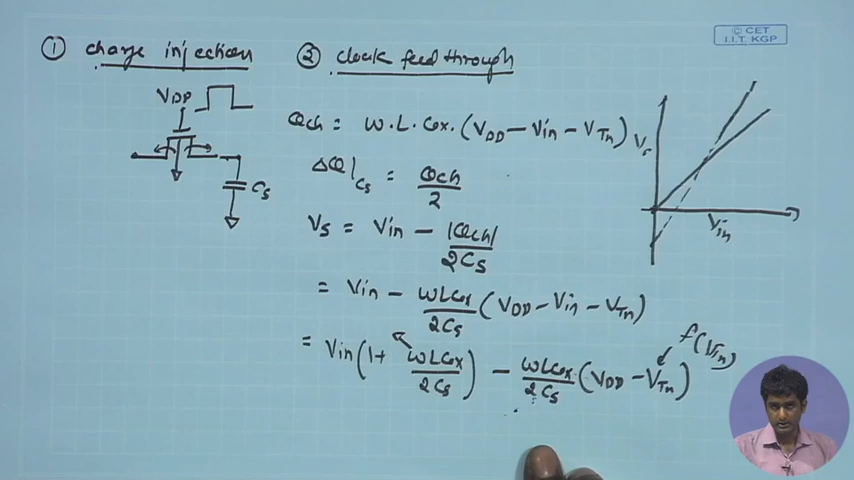 © CET
I.I.T. KGP
① charge injection
② clock feedthrough
VDD
Qch = W.L.Cox.(VDD − Vin − VTn)
ΔQ|Cs = Qch/2
Cs
Vs = Vin − |Qch|/2Cs
= Vin − WLCox/2Cs (VDD − Vin − VTn)
= Vin(1 + WLCox/2Cs) − WLCox/2Cs (VDD − VTn)
f(Vin)
Vs
Vin